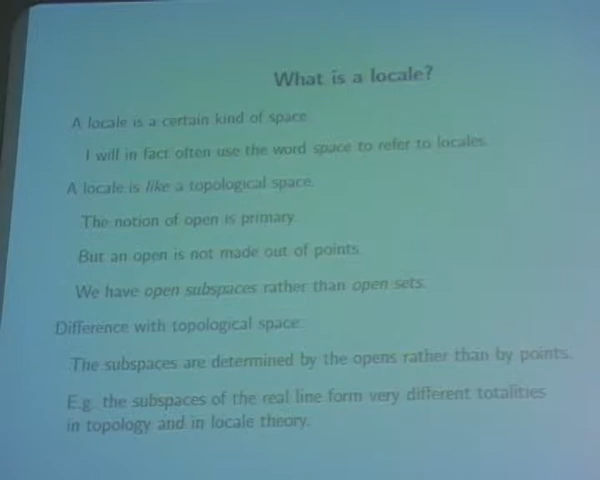 What is a locale?
A locale is a certain kind of space.
I will in fact often use the word space to refer to locales.
A locale is like a topological space.
The notion of open is primary.
But an open is not made out of points.
We have open subspaces rather than open sets.
Difference with topological space:
The subspaces are determined by the opens rather than by points.
E.g. the subspaces of the real line form very different totalities
in topology and in locale theory.